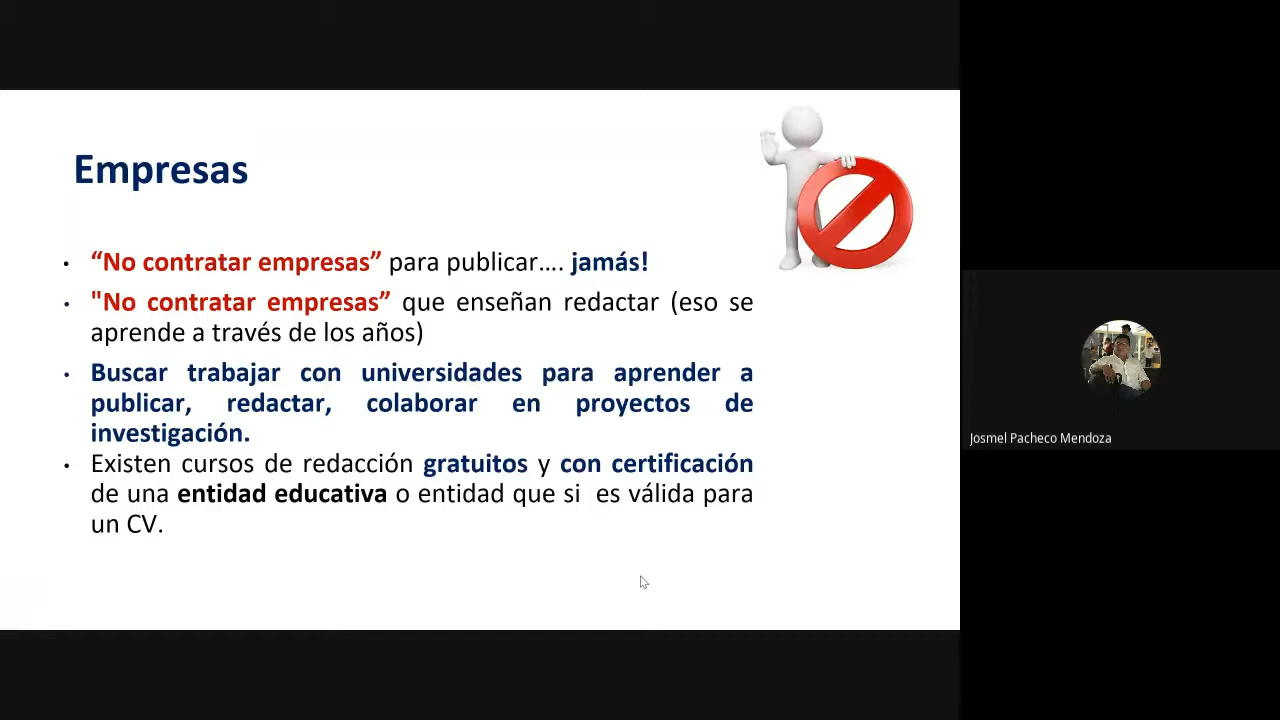 Empresas
• “No contratar empresas” para publicar.... jamás!
• "No contratar empresas” que enseñan redactar (eso se
aprende a través de los años)
• Buscar trabajar con universidades para aprender a
publicar, redactar, colaborar en proyectos de
investigación.
• Existen cursos de redacción gratuitos y con certificación
de una entidad educativa o entidad que si es válida para
un CV.
Josmel Pacheco Mendoza